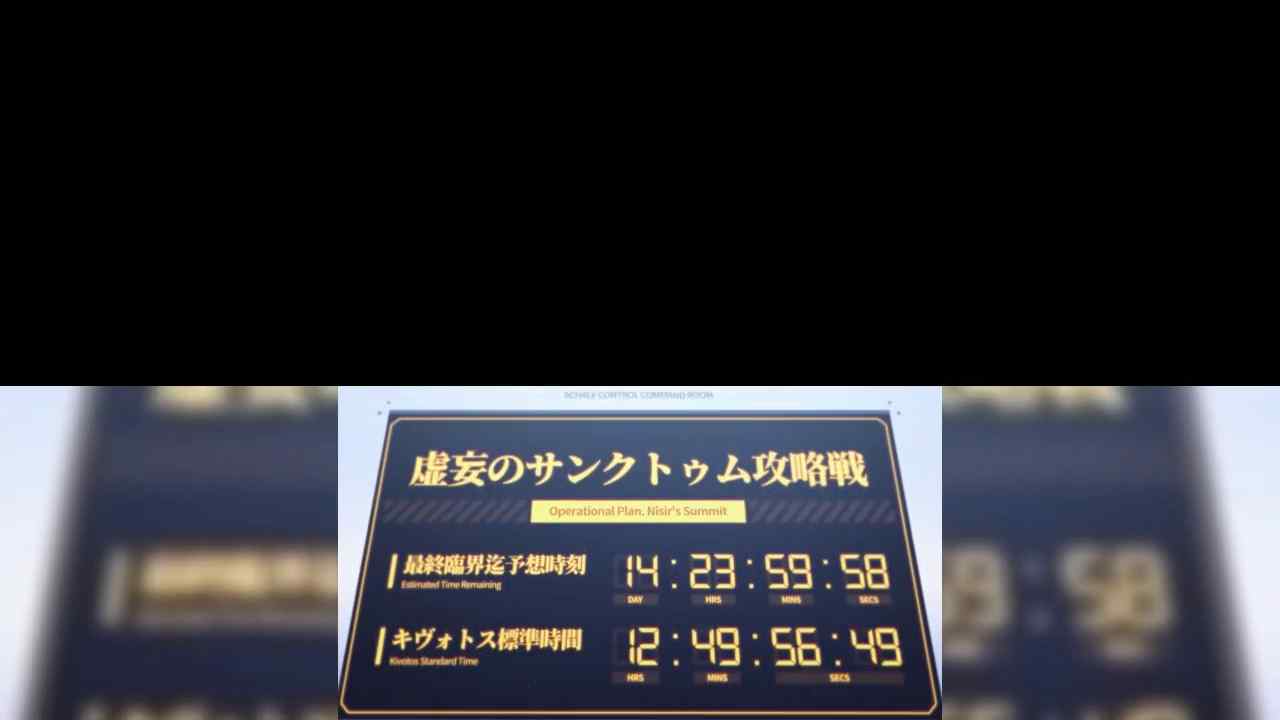 SCHALE CONTROL COMMAND ROOM
虚妄のサンクトゥム攻略戦
Operational Plan. Nisir's Summit
最終臨界迄予想時刻
Estimated Time Remaining
14 : 23 : 59 : 58
DAY HRS MINS SECS
キヴォトス標準時間
Kivotos Standard Time
12 : 49 : 56 : 49
HRS MINS SECS